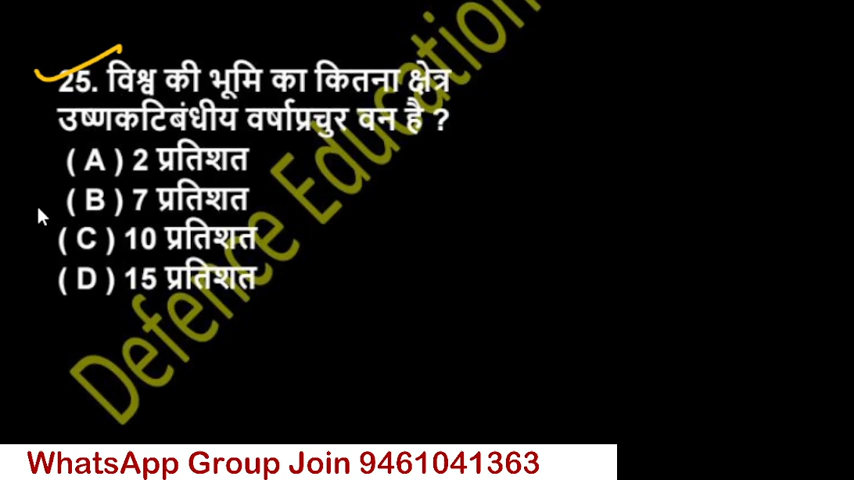 25. विश्व की भूमि का कितना क्षेत्र
उष्णकटिबंधीय वर्षाप्रचुर वन है ?
( A ) 2 प्रतिशत
( B ) 7 प्रतिशत
( C ) 10 प्रतिशत
( D ) 15 प्रतिशत
Defence Education
WhatsApp Group Join 9461041363